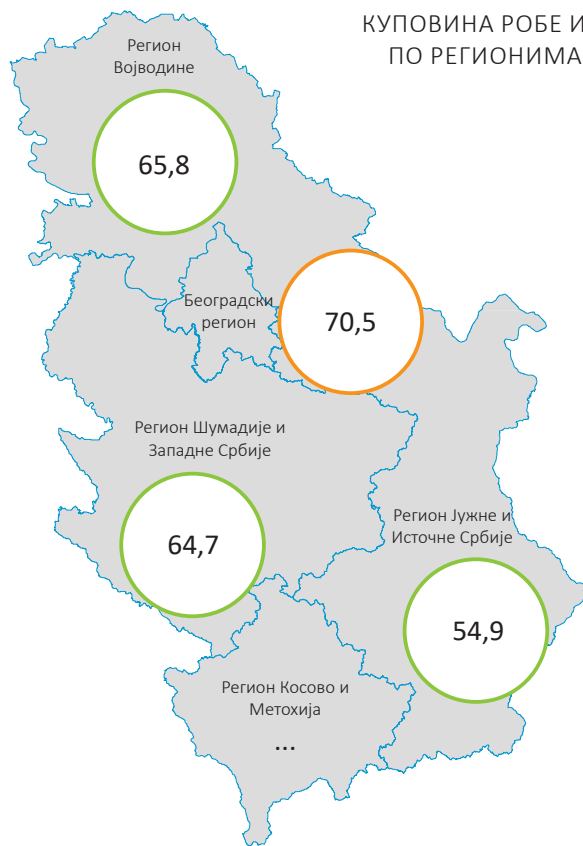 КУПОВИНА РОБЕ И
ПО РЕГИОНИМА
Регион
Војводине
65,8
Београдски
регион
70,5
Регион Шумадије и
Западне Србије
64,7
Регион Јужне и
Источне Србије
54,9
Регион Косово и
Метохија
...